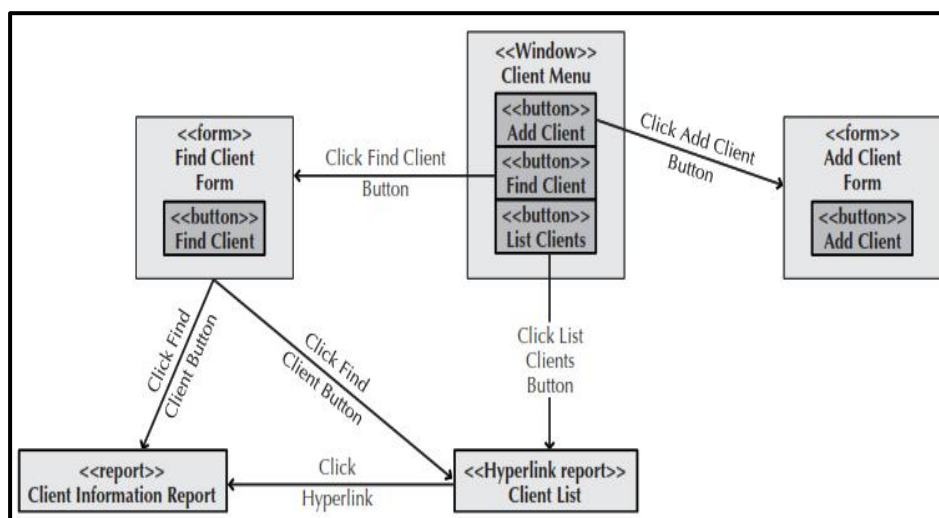 <<Window>>
Client Menu
<<button>>
Add Client
<<button>>
Find Client
<<button>>
List Clients
<<form>>
Find Client
Form
<<button>>
Find Client
Click Find Client
Button
Click Add Client
Button
<<form>>
Add Client
Form
<<button>>
Add Client
Click Find
Client Button
Click Find
Client Button
Click List
Clients
Button
<<report>>
Client Information Report
Click
Hyperlink
<<Hyperlink report>>
Client List